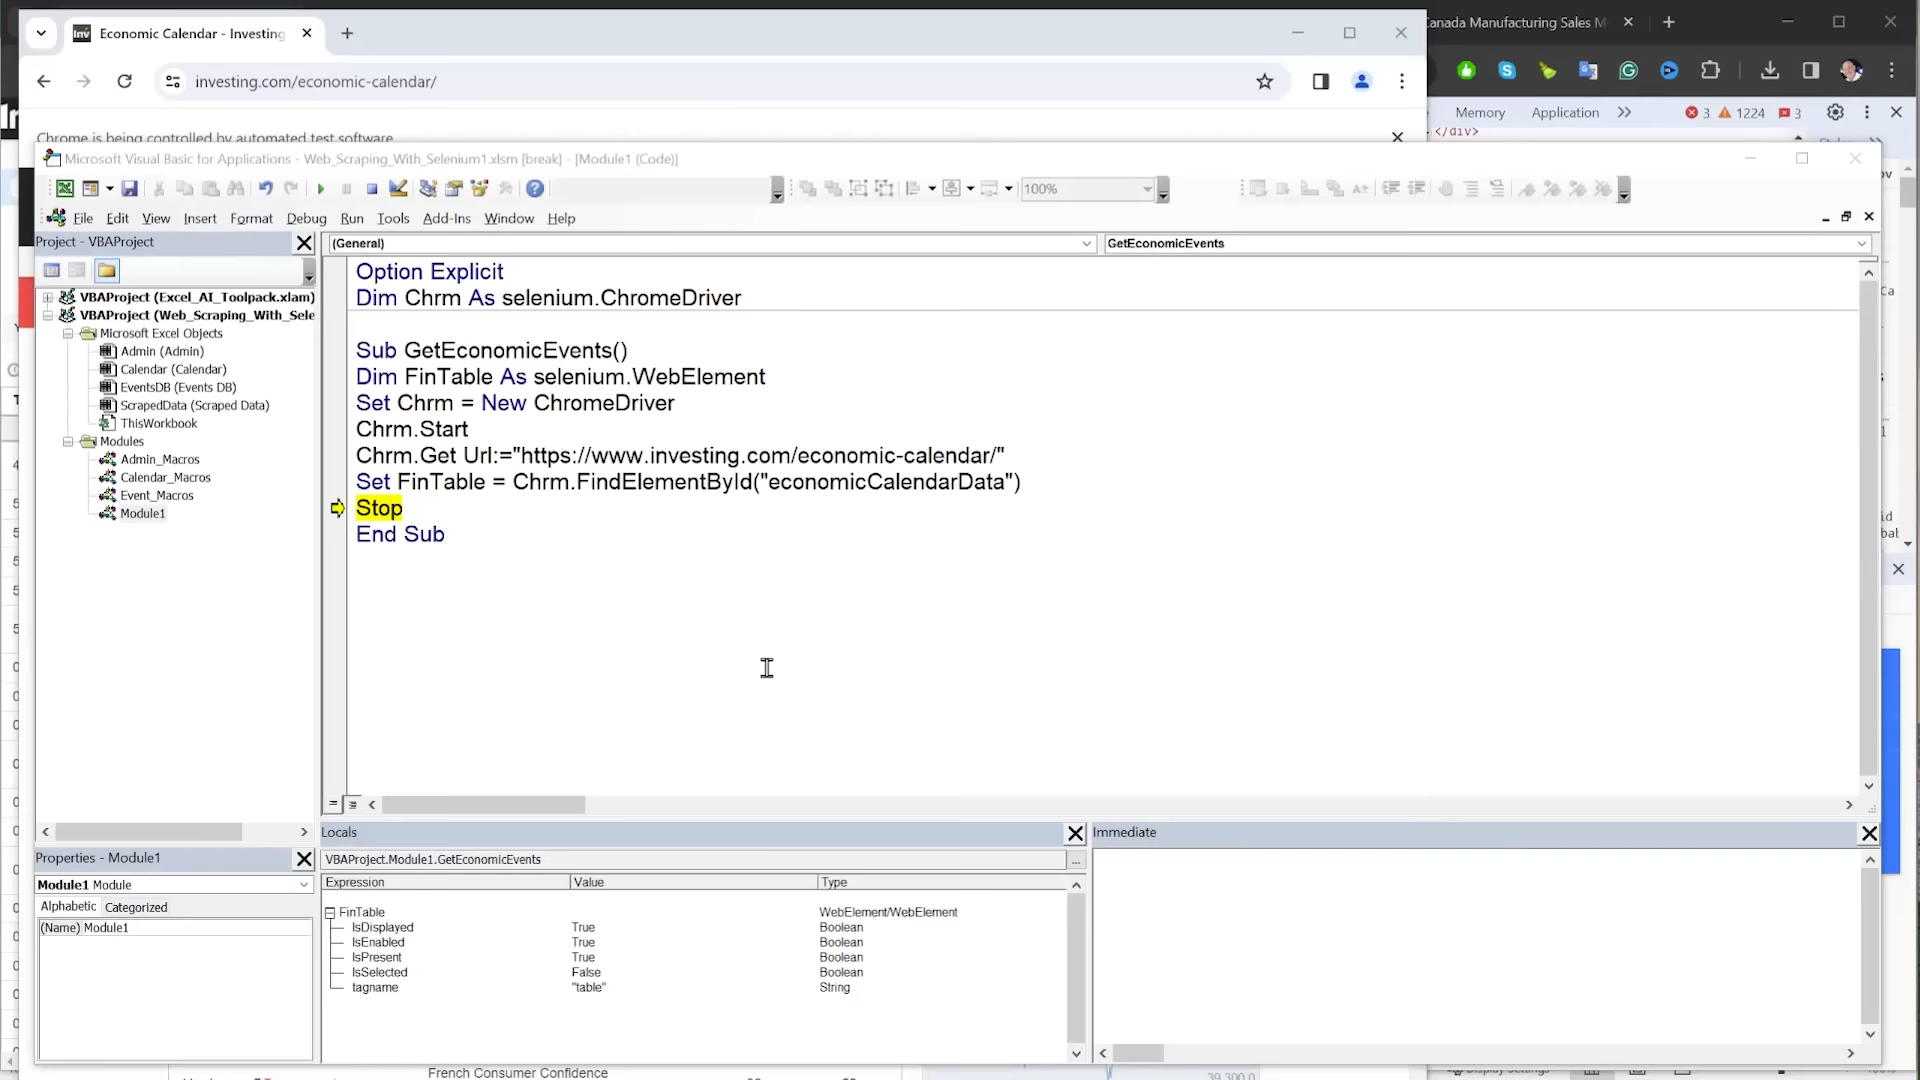 Economic Calendar - Investing
Canada Manufacturing Sales M
investing.com/economic-calendar/
Memory
Application
3
1224
3
Chrome is being controlled by automated test software.
</div>
Microsoft Visual Basic for Applications - Web_Scraping_With_Selenium1.xlsm [break] - [Module1 (Code)]
100%
File Edit View Insert Format Debug Run Tools Add-Ins Window Help
Project - VBAProject
(General)
GetEconomicEvents
VBAProject (Excel_AI_Toolpack.xlam)
VBAProject (Web_Scraping_With_Sele
Microsoft Excel Objects
Admin (Admin)
Calendar (Calendar)
EventsDB (Events DB)
ScrapedData (Scraped Data)
ThisWorkbook
Modules
Admin_Macros
Calendar_Macros
Event_Macros
Module1
Option Explicit
Dim Chrm As selenium.ChromeDriver
Sub GetEconomicEvents()
Dim FinTable As selenium.WebElement
Set Chrm = New ChromeDriver
Chrm.Start
Chrm.Get Url:="https://www.investing.com/economic-calendar/"
Set FinTable = Chrm.FindElementById("economicCalendarData")
Stop
End Sub
Properties - Module1
Module1 Module
Alphabetic Categorized
(Name) Module1
Locals
VBAProject.Module1.GetEconomicEvents
...
Expression Value Type
FinTable WebElement/WebElement
IsDisplayed True Boolean
IsEnabled True Boolean
IsPresent True Boolean
IsSelected False Boolean
tagname "table" String
Immediate
French Consumer Confidence
39,300.0
Display Settings